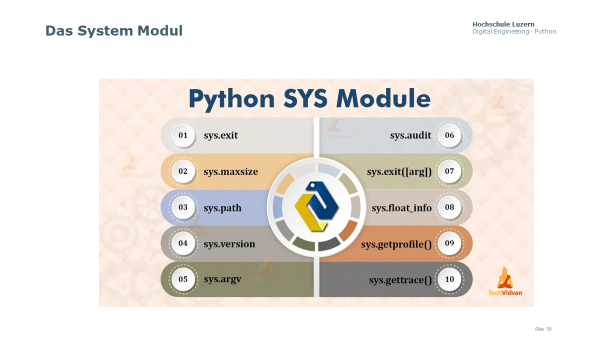 Das System Modul
Hochschule Luzern
Digital Engineering - Python
Python SYS Module
01 sys.exit
02 sys.maxsize
03 sys.path
04 sys.version
05 sys.argv
sys.audit 06
sys.exit([arg]) 07
sys.float_info 08
sys.getprofile() 09
sys.gettrace() 10
TechVidvan
Slide 59